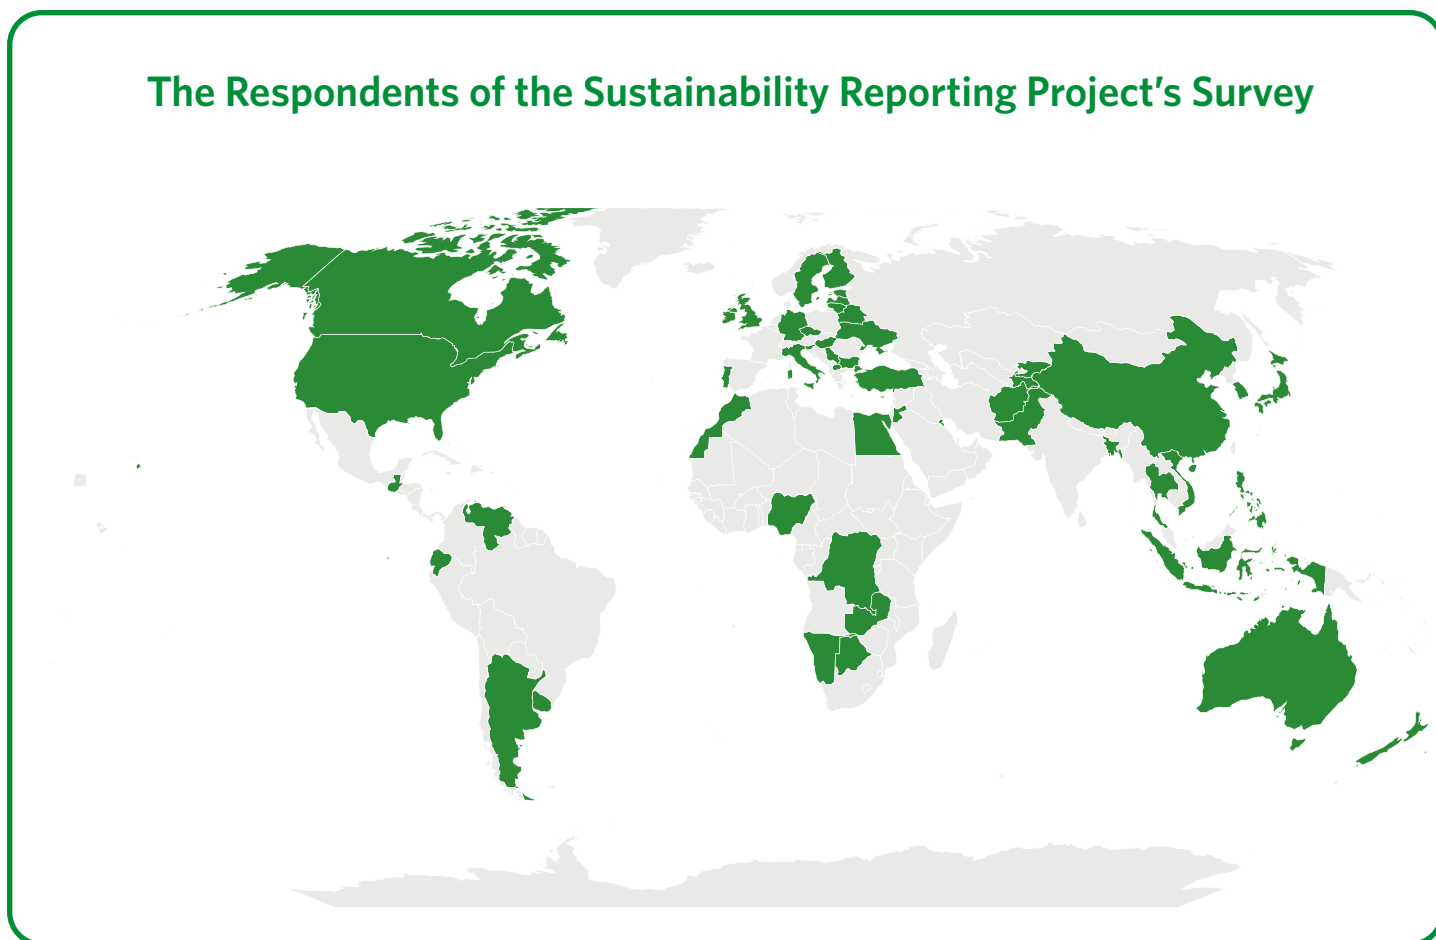 The Respondents of the Sustainability Reporting Project’s Survey